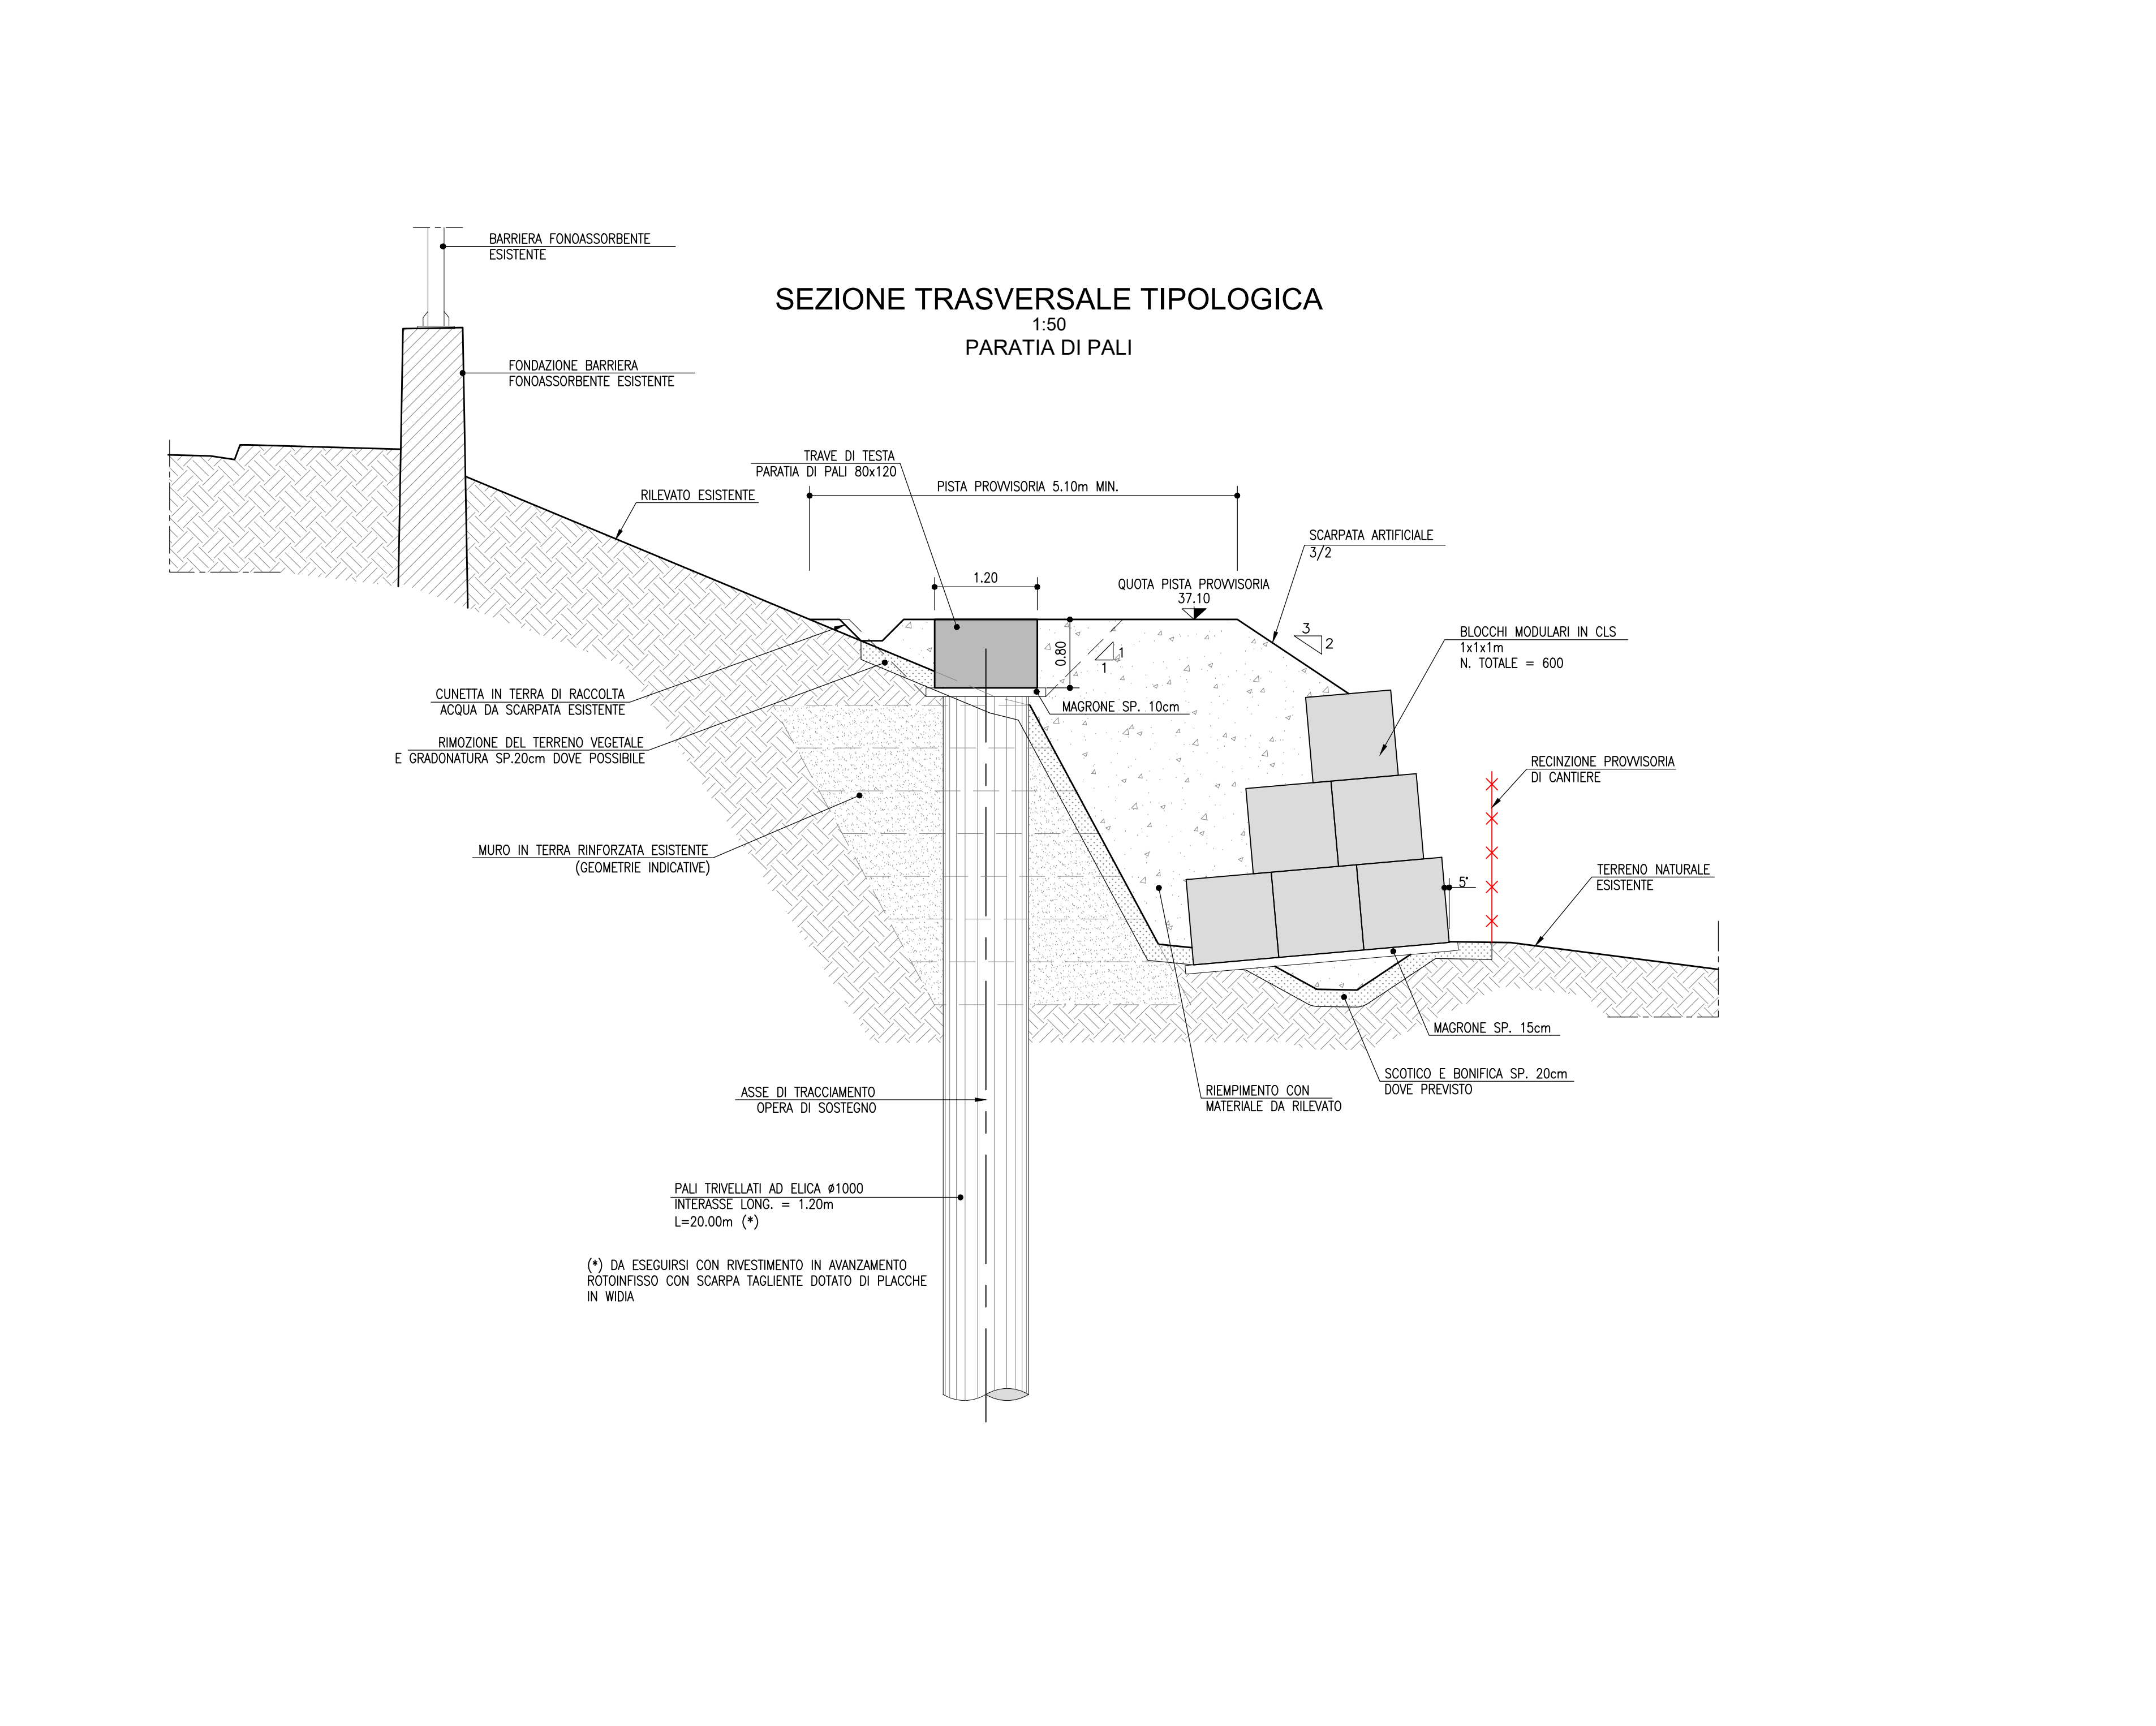 BARRIERA FONOASSORBENTE
ESISTENTE
SEZIONE TRASVERSALE TIPOLOGICA
1:50
PARATIA DI PALI
FONDAZIONE BARRIERA
FONOASSORBENTE ESISTENTE
TRAVE DI TESTA
PARATIA DI PALI 80x120
PISTA PROVVISORIA 5.10m MIN.
RILEVATO ESISTENTE
SCARPATA ARTIFICIALE
3/2
1.20
QUOTA PISTA PROVVISORIA
37.10
3
2
BLOCCHI MODULARI IN CLS
1x1x1m
N. TOTALE = 600
0.80
1
1
CUNETTA IN TERRA DI RACCOLTA
ACQUA DA SCARPATA ESISTENTE
MAGRONE SP. 10cm
RIMOZIONE DEL TERRENO VEGETALE
E GRADONATURA SP.20cm DOVE POSSIBILE
RECINZIONE PROVVISORIA
DI CANTIERE
MURO IN TERRA RINFORZATA ESISTENTE
(GEOMETRIE INDICATIVE)
5°
TERRENO NATURALE
ESISTENTE
MAGRONE SP. 15cm
SCOTICO E BONIFICA SP. 20cm
DOVE PREVISTO
ASSE DI TRACCIAMENTO
OPERA DI SOSTEGNO
RIEMPIMENTO CON
MATERIALE DA RILEVATO
PALI TRIVELLATI AD ELICA ø1000
INTERASSE LONG. = 1.20m
L=20.00m (*)
(*) DA ESEGUIRSI CON RIVESTIMENTO IN AVANZAMENTO
ROTOINFISSO CON SCARPA TAGLIENTE DOTATO DI PLACCHE
IN WIDIA